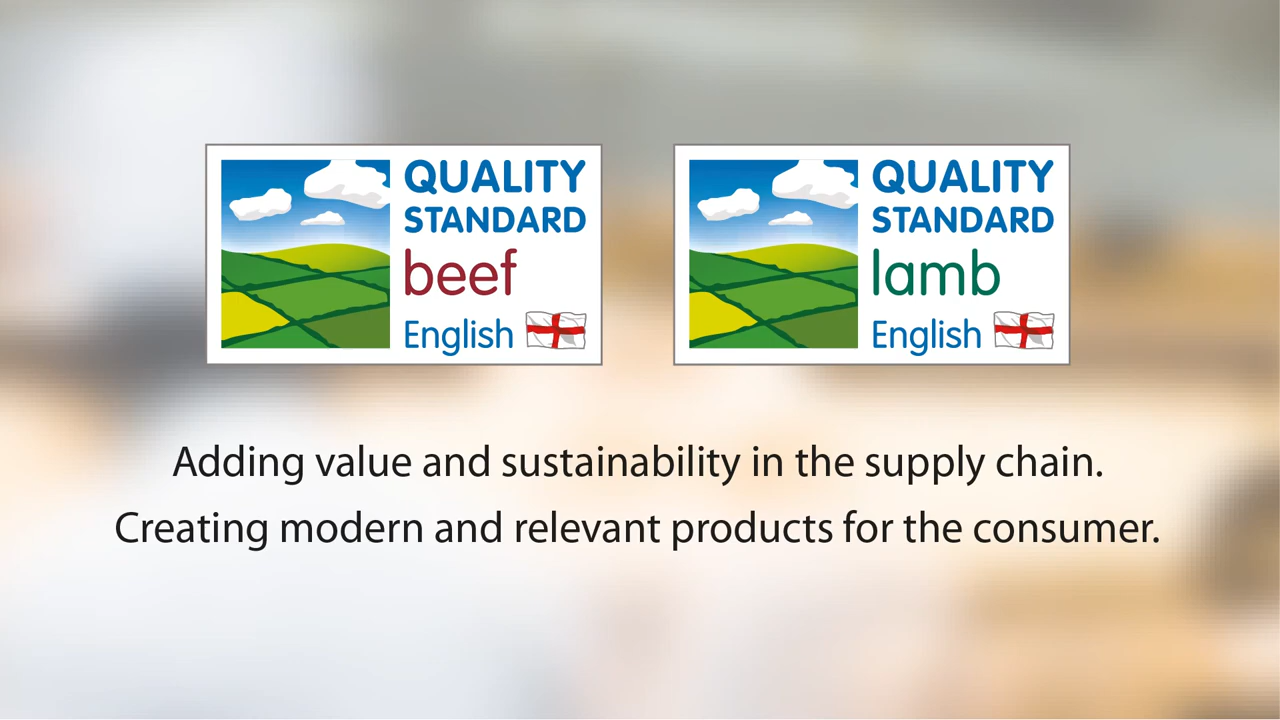 QUALITY
STANDARD
beef
English
QUALITY
STANDARD
lamb
English
Adding value and sustainability in the supply chain.
Creating modern and relevant products for the consumer.